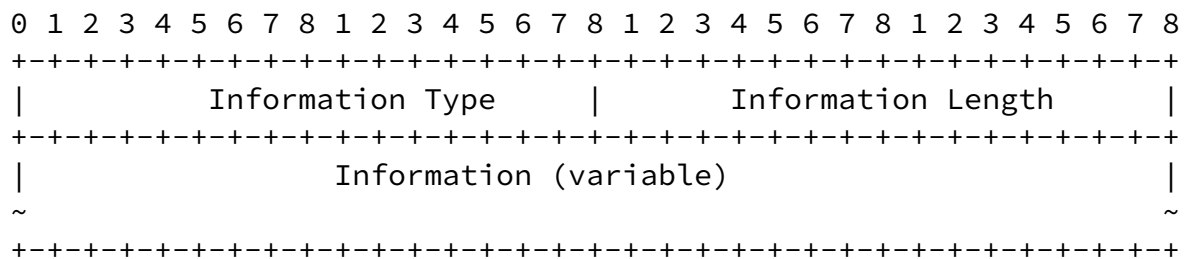 0 1 2 3 4 5 6 7 8 1 2 3 4 5 6 7 8 1 2 3 4 5 6 7 8 1 2 3 4 5 6 7 8
+-+-+-+-+-+-+-+-+-+-+-+-+-+-+-+-+-+-+-+-+-+-+-+-+-+-+-+-+-+-+-+-+
|          Information Type     |       Information Length      |
+-+-+-+-+-+-+-+-+-+-+-+-+-+-+-+-+-+-+-+-+-+-+-+-+-+-+-+-+-+-+-+-+
|                 Information (variable)                        |
~                                                               ~
+-+-+-+-+-+-+-+-+-+-+-+-+-+-+-+-+-+-+-+-+-+-+-+-+-+-+-+-+-+-+-+-+